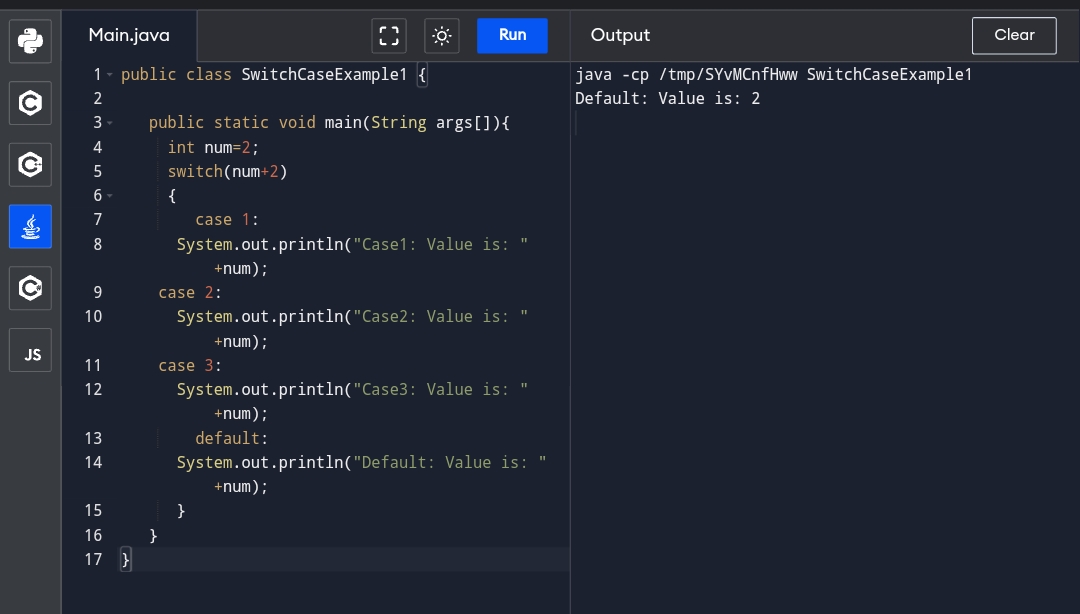 Main.java
Run
Output
Clear
1 public class SwitchCaseExample1 {
2
3 public static void main(String args[]){
4 int num=2;
5 switch(num+2)
6 {
7 case 1:
8 System.out.println("Case1: Value is: "
+num);
9 case 2:
10 System.out.println("Case2: Value is: "
+num);
11 case 3:
12 System.out.println("Case3: Value is: "
+num);
13 default:
14 System.out.println("Default: Value is: "
+num);
15 }
16 }
17 }
java -cp /tmp/SYvMCnfHww SwitchCaseExample1
Default: Value is: 2
C
C++
C#
JS